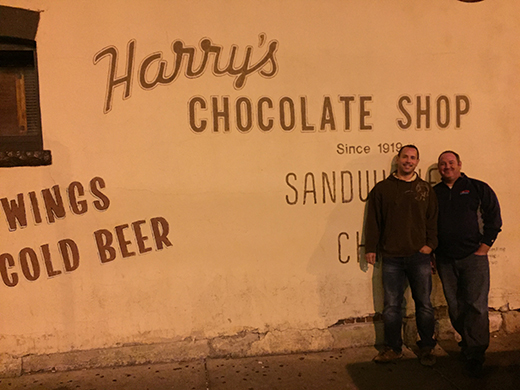 Harry's
CHOCOLATE SHOP
Since 1919
WINGS
COLD BEER